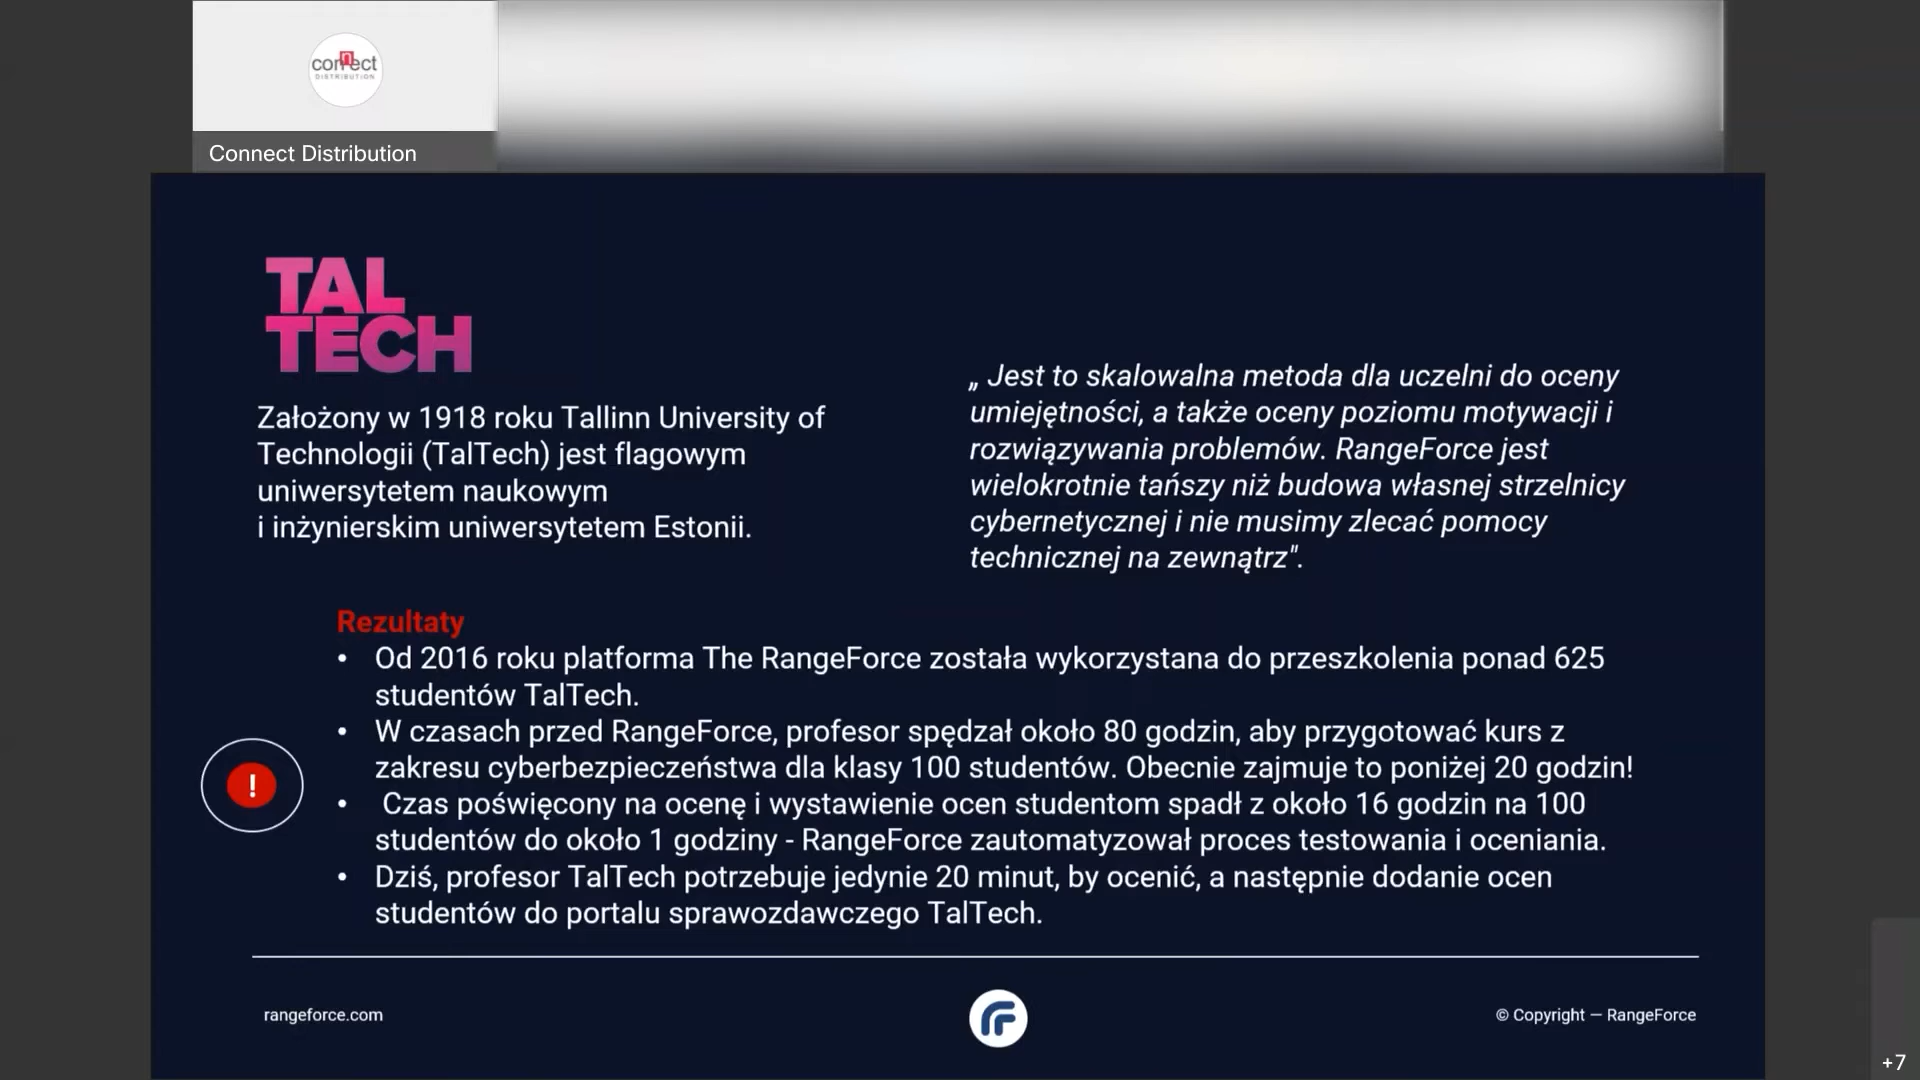 connect
DISTRIBUTION
Connect Distribution
TAL
TECH
Założony w 1918 roku Tallinn University of
Technologii (TalTech) jest flagowym
uniwersytetem naukowym
i inżynierskim uniwersytetem Estonii.
„ Jest to skalowalna metoda dla uczelni do oceny
umiejętności, a także oceny poziomu motywacji i
rozwiązywania problemów. RangeForce jest
wielokrotnie tańszy niż budowa własnej strzelnicy
cybernetycznej i nie musimy zlecać pomocy
technicznej na zewnątrz".
Rezultaty
• Od 2016 roku platforma The RangeForce została wykorzystana do przeszkolenia ponad 625
studentów TalTech.
• W czasach przed RangeForce, profesor spędzał około 80 godzin, aby przygotować kurs z
zakresu cyberbezpieczeństwa dla klasy 100 studentów. Obecnie zajmuje to poniżej 20 godzin!
• Czas poświęcony na ocenę i wystawienie ocen studentom spadł z około 16 godzin na 100
studentów do około 1 godziny - RangeForce zautomatyzował proces testowania i oceniania.
• Dziś, profesor TalTech potrzebuje jedynie 20 minut, by ocenić, a następnie dodanie ocen
studentów do portalu sprawozdawczego TalTech.
!
rangeforce.com
© Copyright — RangeForce
+7